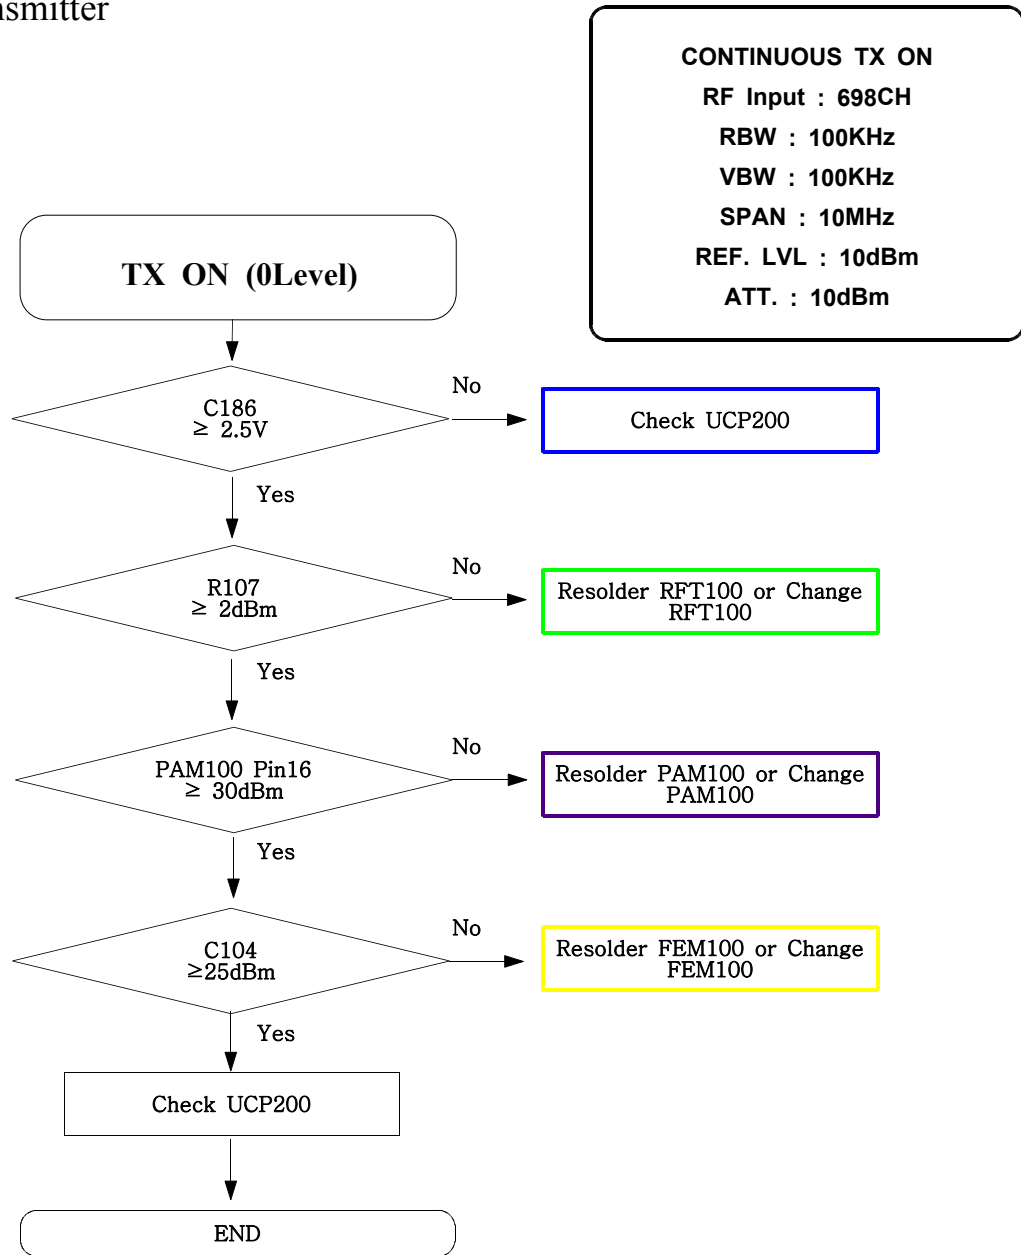 nsmitter
CONTINUOUS TX ON
RF Input : 698CH
RBW : 100KHz
VBW : 100KHz
SPAN : 10MHz
REF. LVL : 10dBm
ATT. : 10dBm
TX ON (0Level)
C186
≥ 2.5V
No
Check UCP200
Yes
R107
≥ 2dBm
No
Resolder RFT100 or Change
RFT100
Yes
PAM100 Pin16
≥ 30dBm
No
Resolder PAM100 or Change
PAM100
Yes
C104
≥25dBm
No
Resolder FEM100 or Change
FEM100
Yes
Check UCP200
END